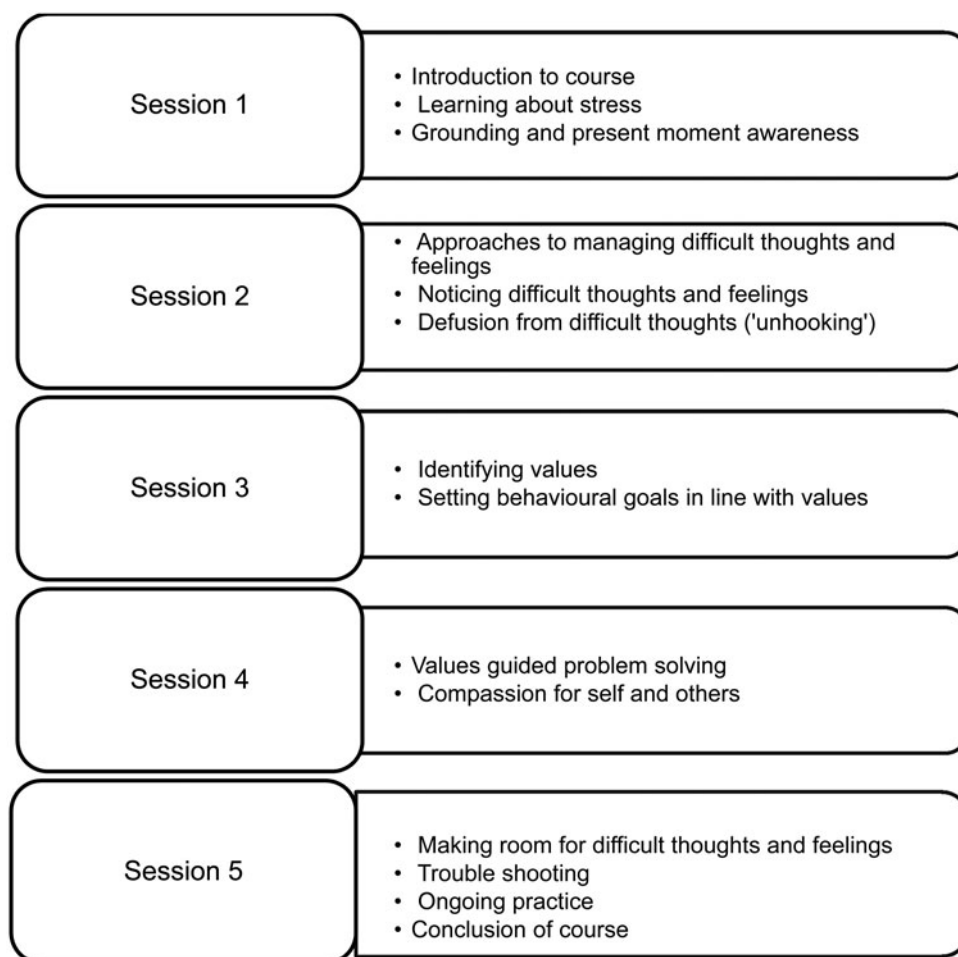 Session 1
• Introduction to course
• Learning about stress
• Grounding and present moment awareness
Session 2
• Approaches to managing difficult thoughts and
feelings
• Noticing difficult thoughts and feelings
• Defusion from difficult thoughts ('unhooking')
Session 3
• Identifying values
• Setting behavioural goals in line with values
Session 4
• Values guided problem solving
• Compassion for self and others
Session 5
• Making room for difficult thoughts and feelings
• Trouble shooting
• Ongoing practice
• Conclusion of course